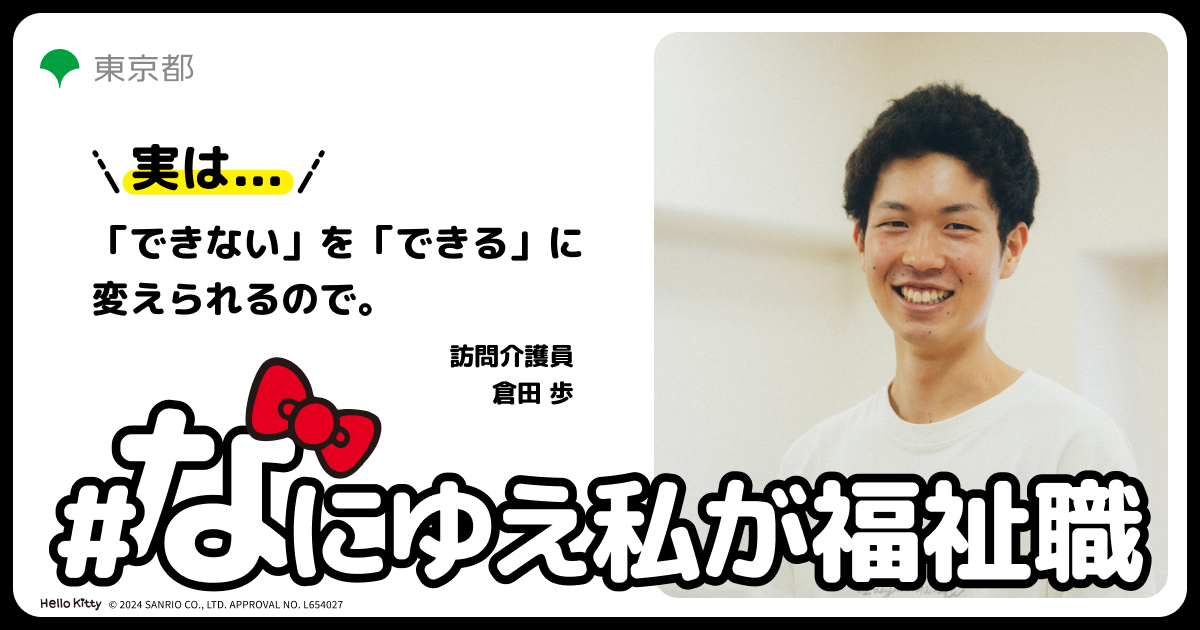 東京都
実は…
「できない」を「できる」に
変えられるので。
訪問介護員
倉田 歩
#なにゆえ私が福祉職
Hello Kitty © 2024 SANRIO CO., LTD. APPROVAL NO. L654027